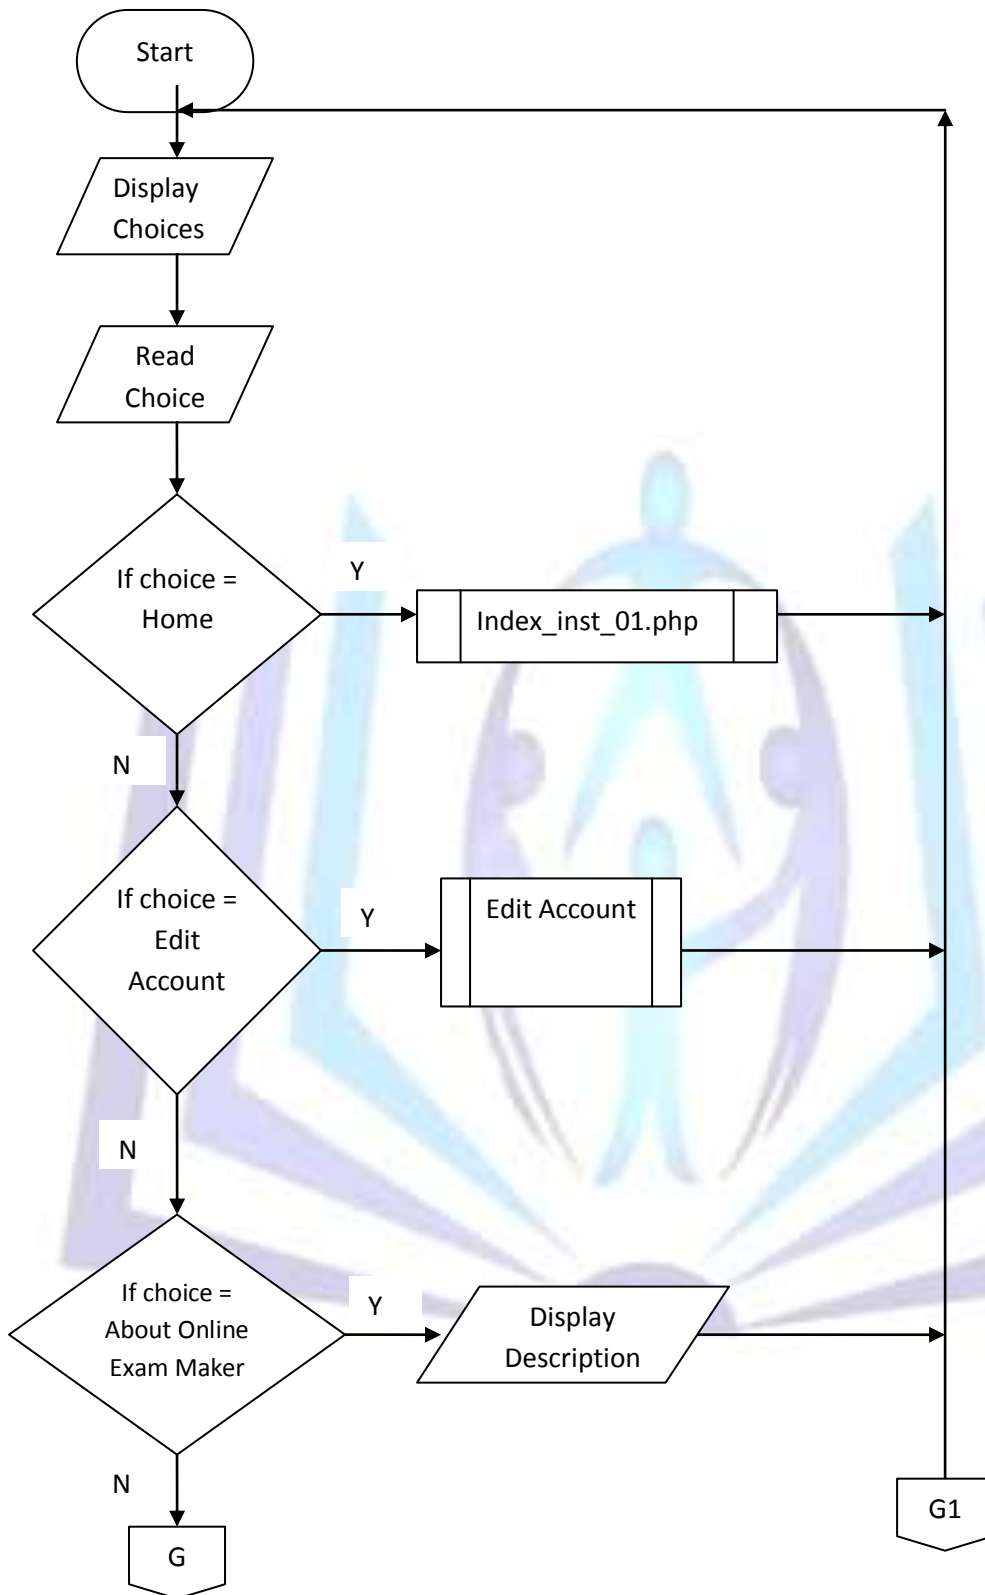 Start
Display
Choices
Read
Choice
If choice =
Home
Y
Index_inst_01.php
N
If choice =
Edit
Account
Y
Edit Account
N
If choice =
About Online
Exam Maker
Y
Display
Description
N
G
G1